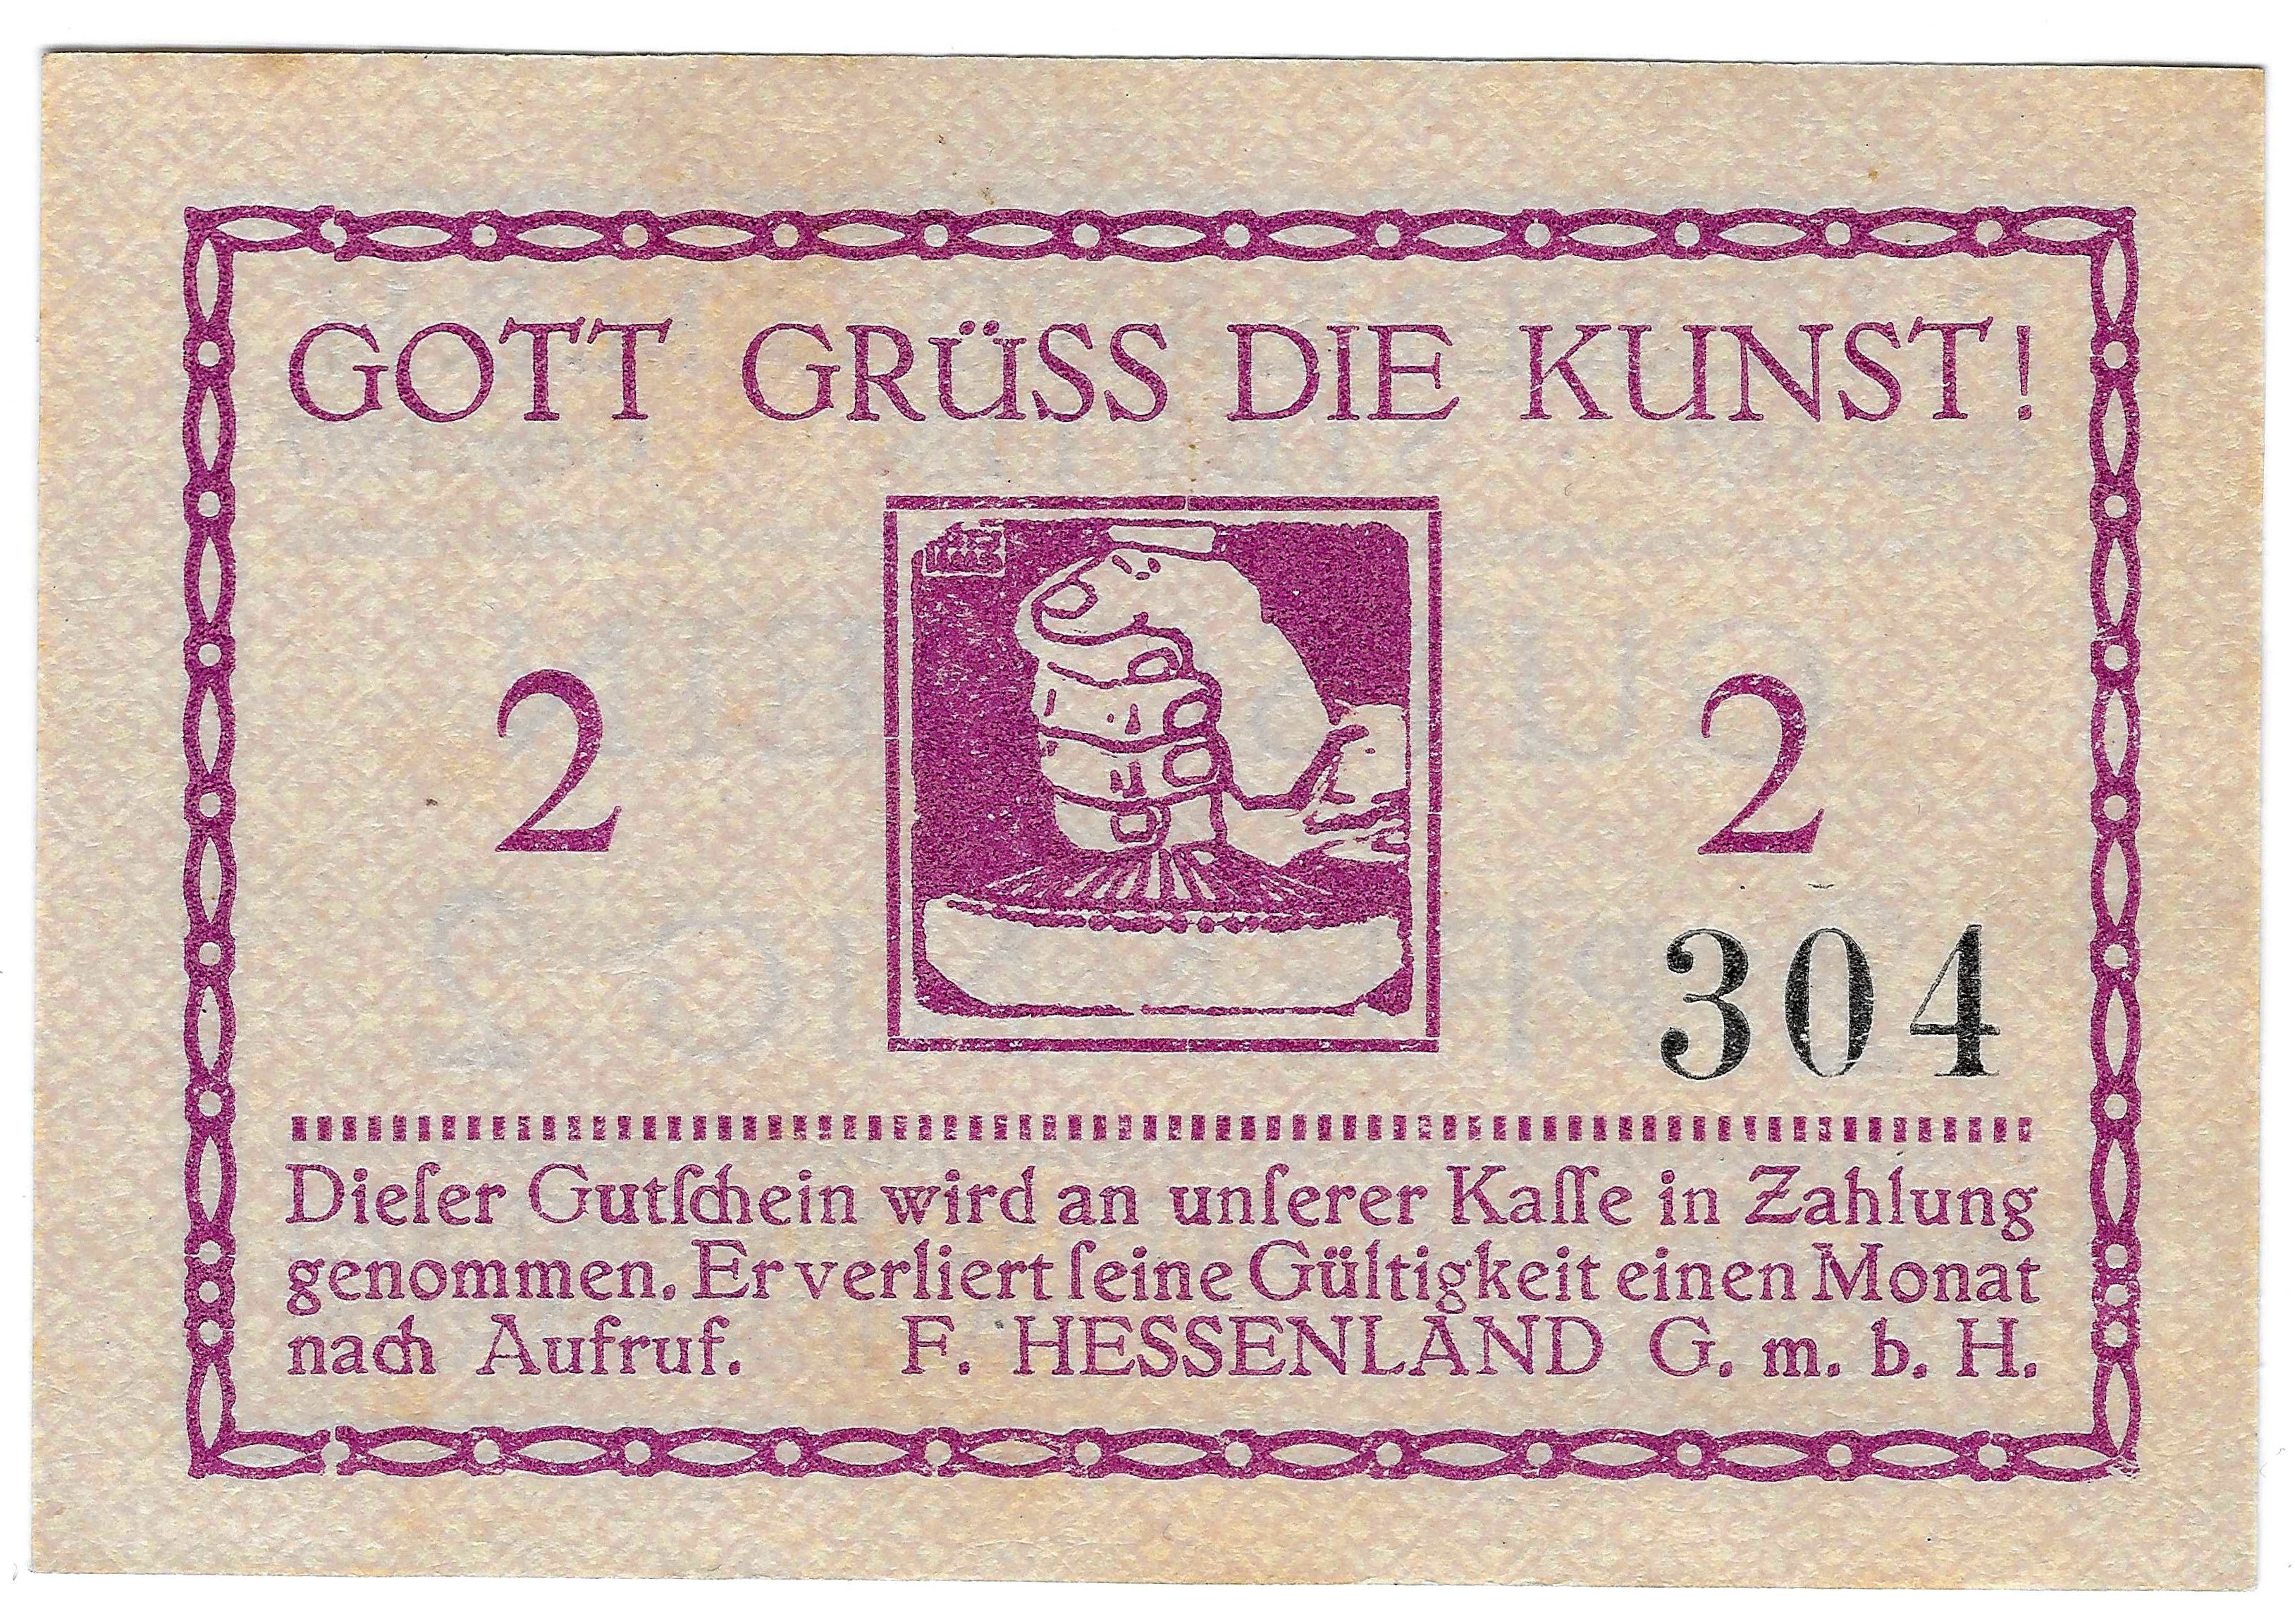 GOTT GRÜSS DIE KUNST!
2
2
304
Dieſer Gutſchein wird an unſerer Kaſſe in Zahlung
genommen. Er verliert ſeine Gültigkeit einen Monat
nach Aufruf. F. HESSENLAND G. m. b. H.